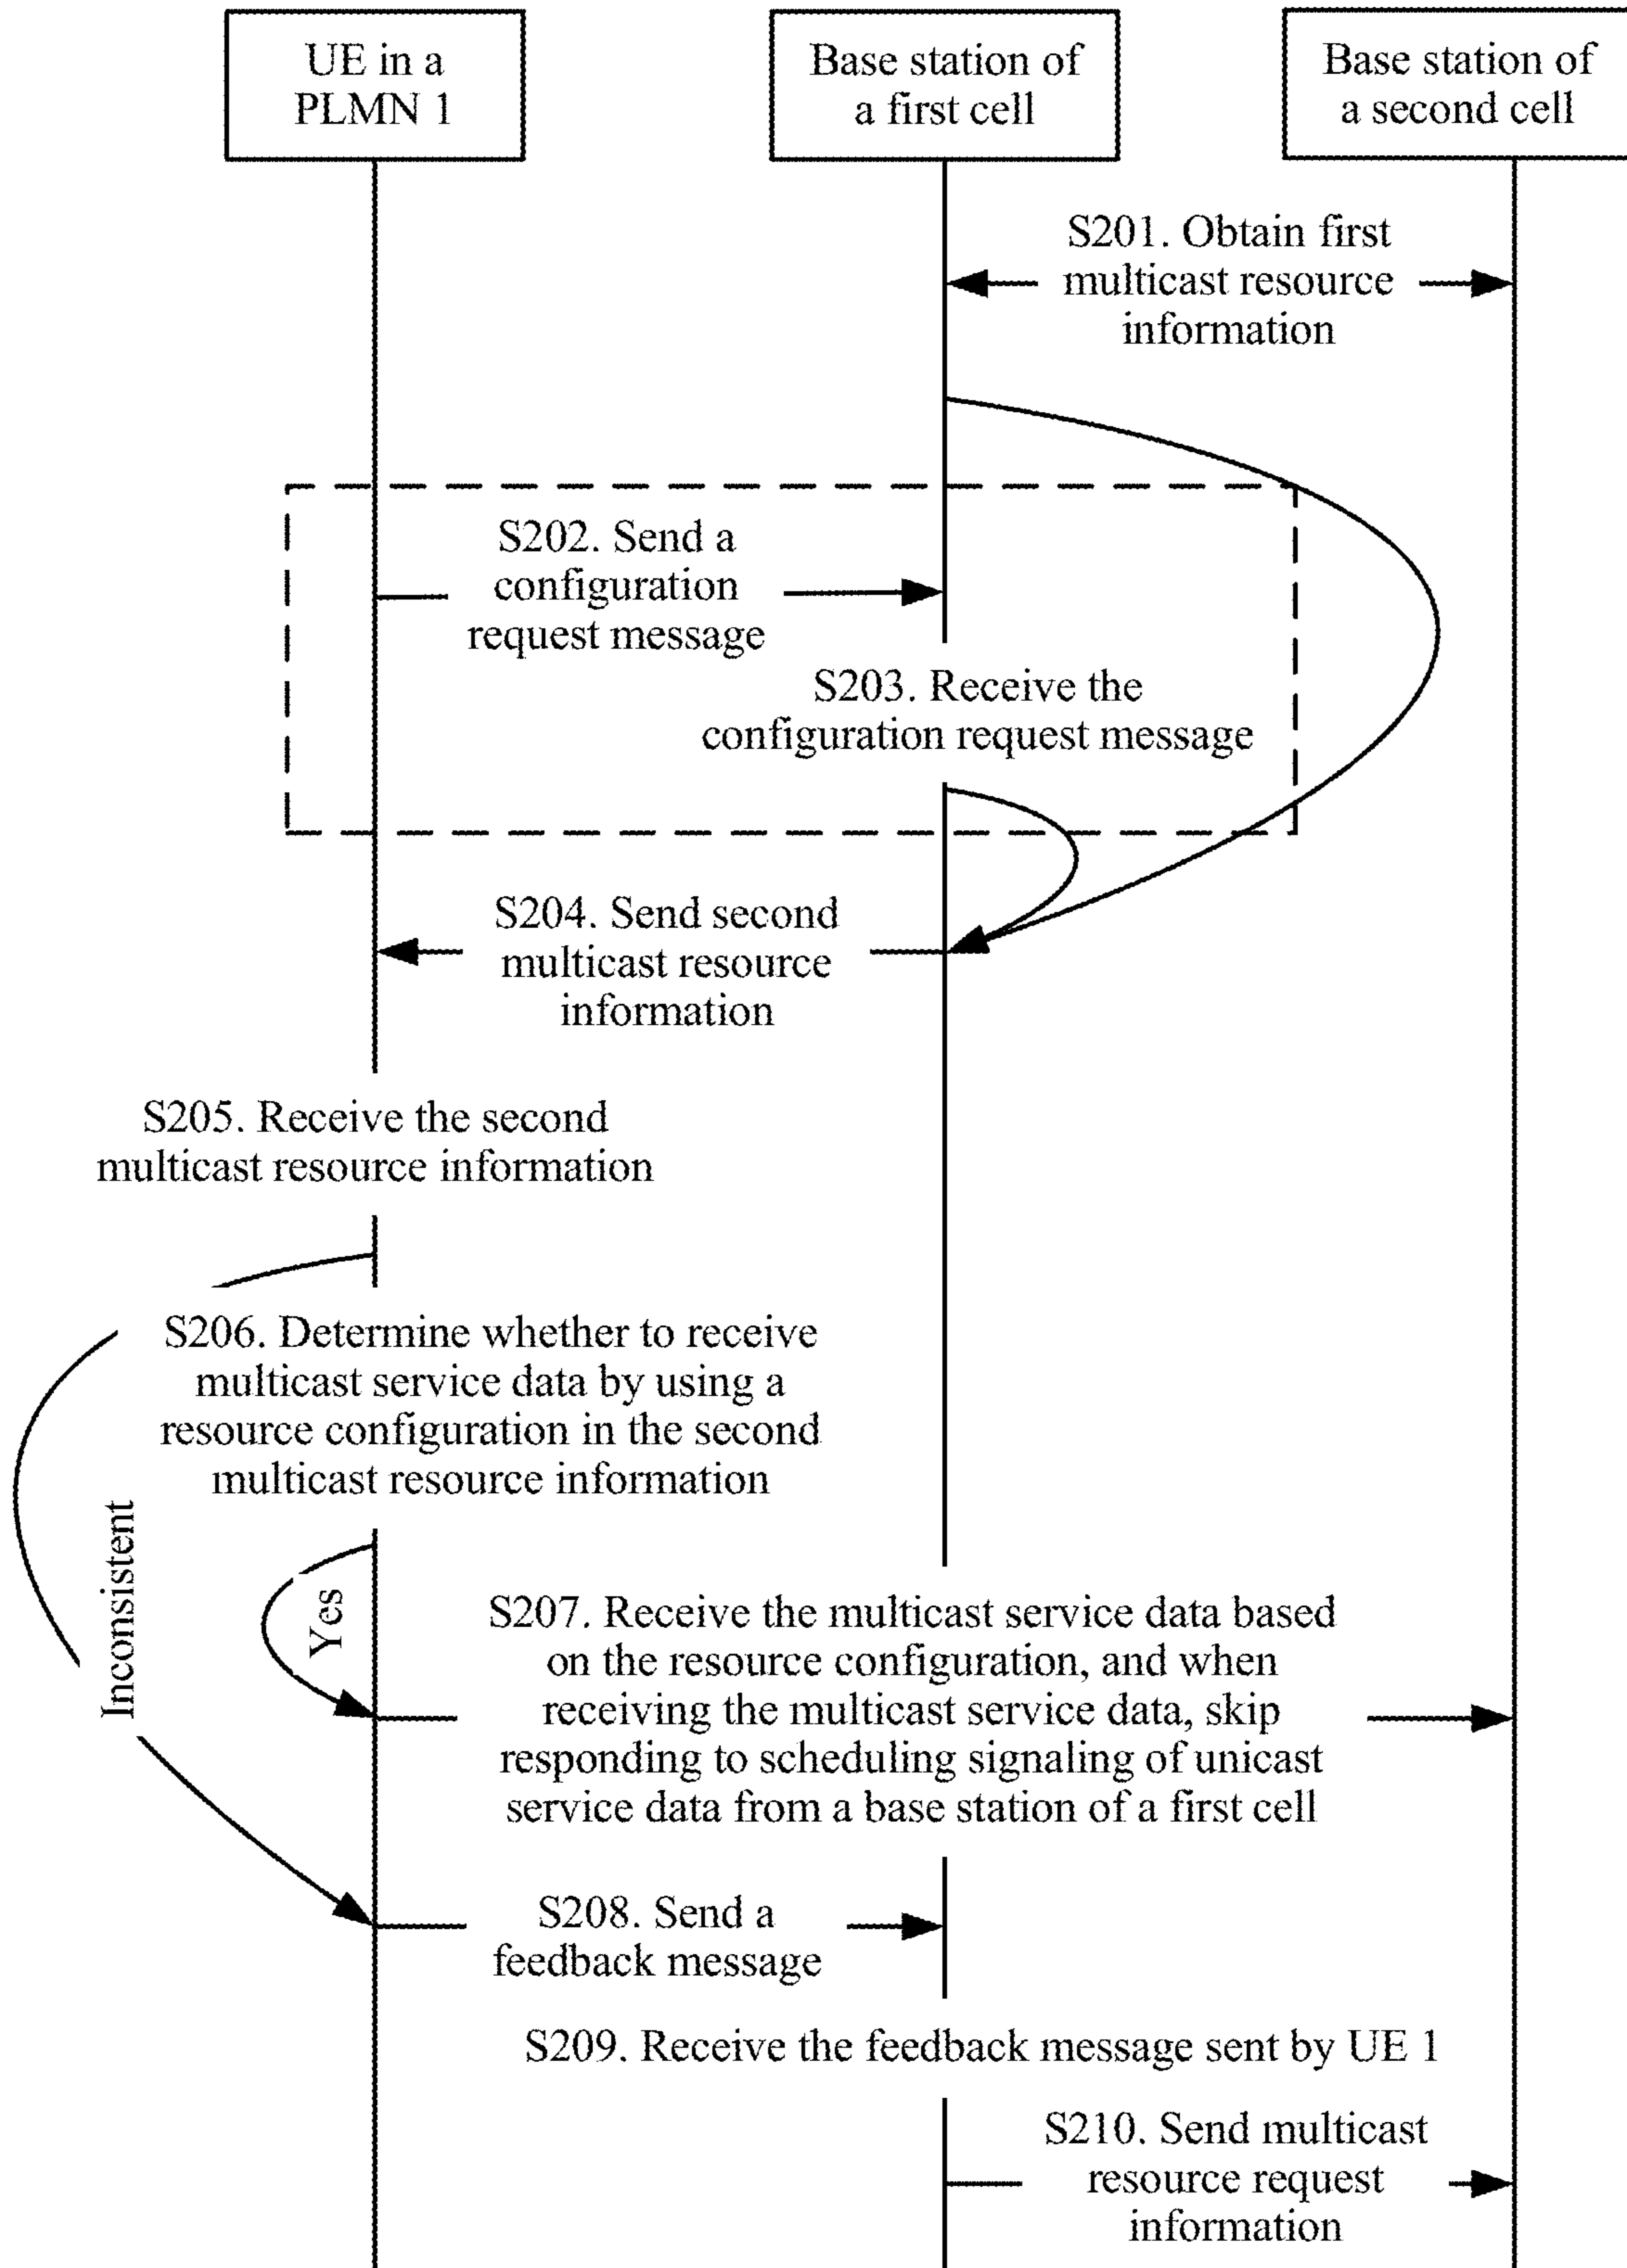 UE in a
PLMN 1
Base station of
a first cell
Base station of
a second cell
S201. Obtain first
multicast resource
information
S202. Send a
configuration
request message
S203. Receive the
configuration request message
S204. Send second
multicast resource
information
S205. Receive the second
multicast resource information
S206. Determine whether to receive
multicast service data by using a
resource configuration in the second
multicast resource information
Inconsistent
Yes
S207. Receive the multicast service data based
on the resource configuration, and when
receiving the multicast service data, skip
responding to scheduling signaling of unicast
service data from a base station of a first cell
S208. Send a
feedback message
S209. Receive the feedback message sent by UE 1
S210. Send multicast
resource request
information